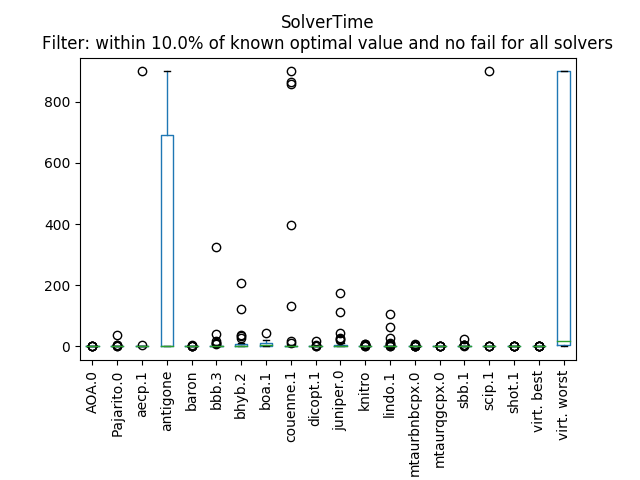 SolverTime
Filter: within 10.0% of known optimal value and no fail for all solvers
800
600
400
200
0
AOA.0
Pajarito.0
aecp.1
antigone
baron
bbb.3
bhyb.2
boa.1
couenne.1
dicopt.1
juniper.0
knitro
lindo.1
mtaurbnbcpx.0
mtaurqgcpx.0
sbb.1
scip.1
shot.1
virt. best
virt. worst